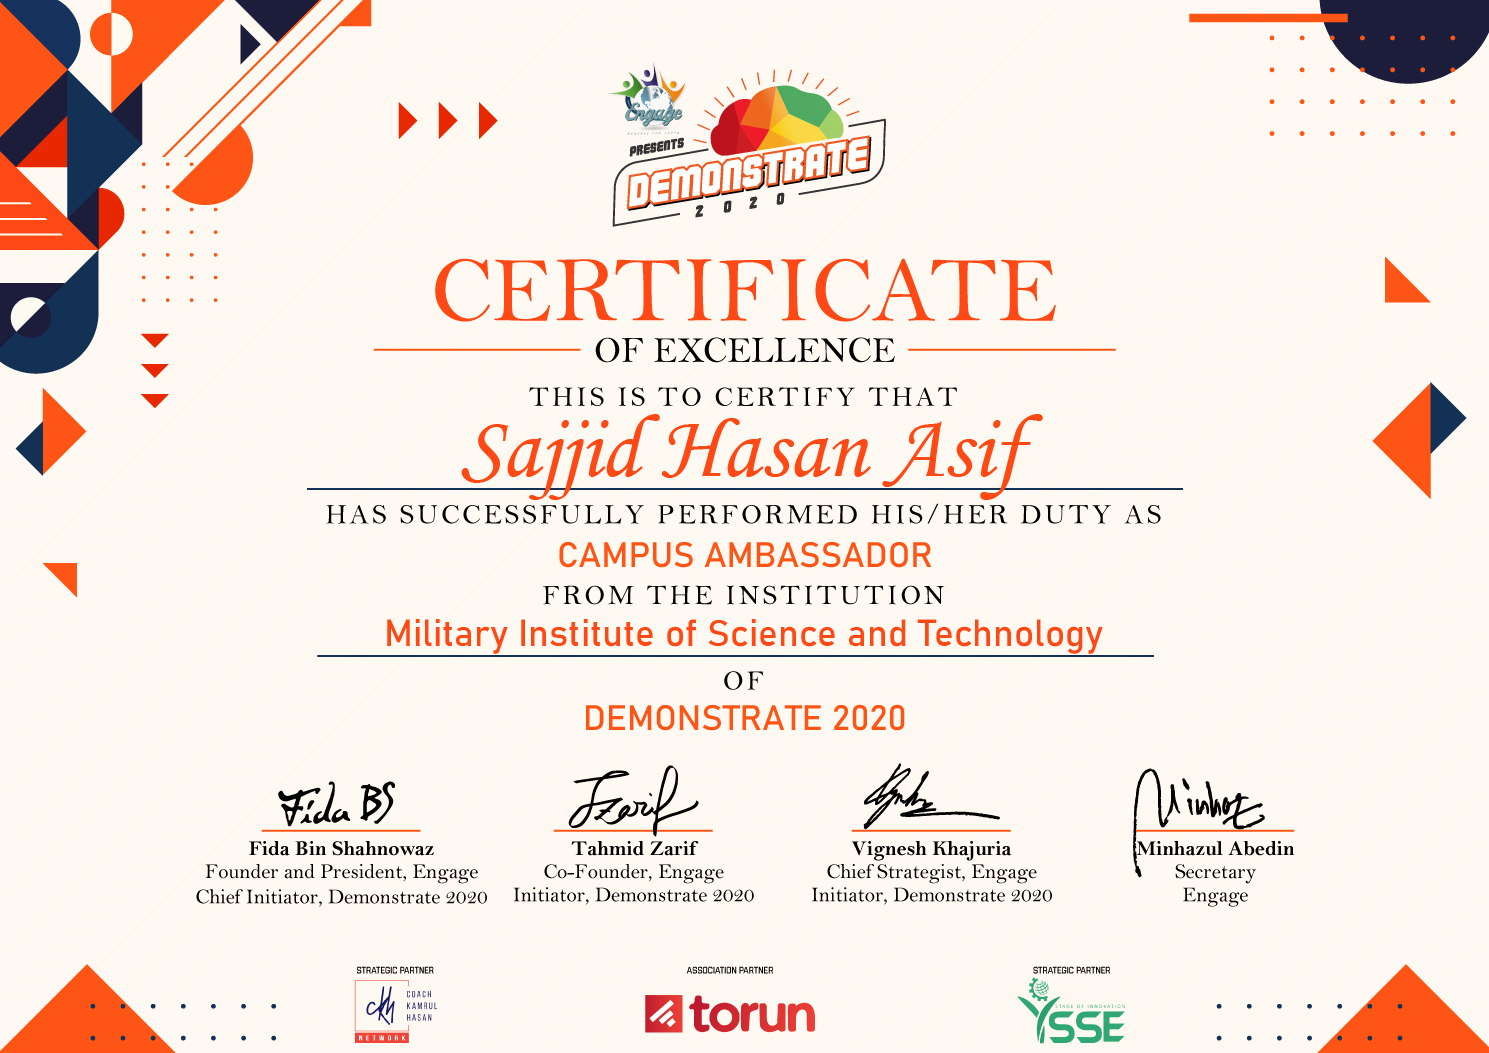 Engage
PRESENTS
DEMONSTRATE
2020
CERTIFICATE
OF EXCELLENCE
THIS IS TO CERTIFY THAT
Sajjid Hasan Asif
HAS SUCCESSFULLY PERFORMED HIS/HER DUTY AS
CAMPUS AMBASSADOR
FROM THE INSTITUTION
Military Institute of Science and Technology
OF
DEMONSTRATE 2020
Fida BS
Tzarif
Minhaz
Fida Bin Shahnowaz
Founder and President, Engage
Chief Initiator, Demonstrate 2020
Tahmid Zarif
Co-Founder, Engage
Initiator, Demonstrate 2020
Vignesh Khajuria
Chief Strategist, Engage
Initiator, Demonstrate 2020
Minhazul Abedin
Secretary
Engage
STRATEGIC PARTNER
ckh
COACH
KAMRUL
HASAN
NETWORK
ASSOCIATION PARTNER
torun
STRATEGIC PARTNER
STAGE OF INNOVATION
YSSE